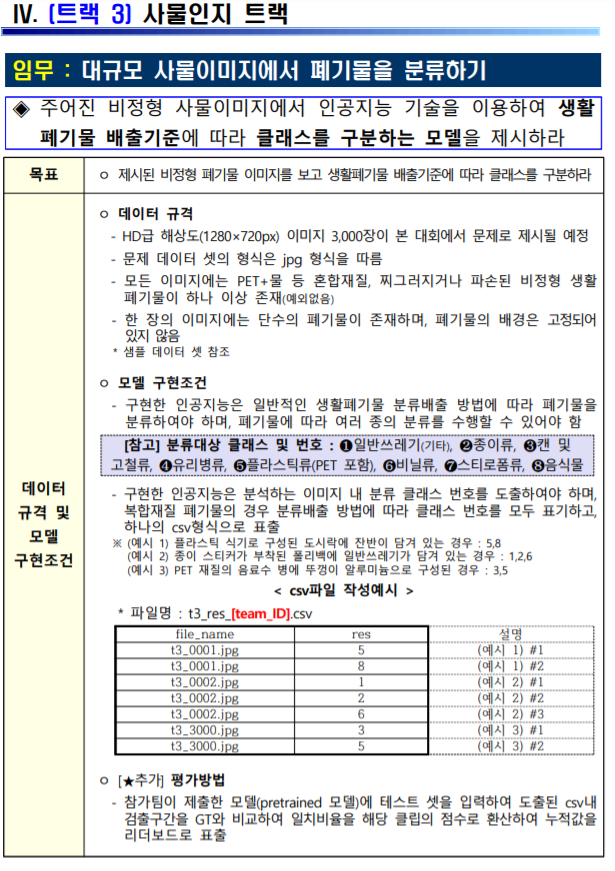 Ⅳ. (트랙 3) 사물인지 트랙
임무 : 대규모 사물이미지에서 폐기물을 분류하기
◈ 주어진 비정형 사물이미지에서 인공지능 기술을 이용하여 생활
폐기물 배출기준에 따라 클래스를 구분하는 모델을 제시하라
목표
ㅇ 제시된 비정형 폐기물 이미지를 보고 생활폐기물 배출기준에 따라 클래스를 구분하라
데이터
규격 및
모델
구현조건
ㅇ 데이터 규격
- HD급 해상도(1280×720px) 이미지 3,000장이 본 대회에서 문제로 제시될 예정
- 문제 데이터 셋의 형식은 jpg 형식을 따름
- 모든 이미지에는 PET+물 등 혼합재질, 찌그러지거나 파손된 비정형 생활
폐기물이 하나 이상 존재(예외없음)
- 한 장의 이미지에는 단수의 폐기물이 존재하며, 폐기물의 배경은 고정되어
있지 않음
* 샘플 데이터 셋 참조
ㅇ 모델 구현조건
- 구현한 인공지능은 일반적인 생활폐기물 분류배출 방법에 따라 폐기물을
분류하여야 하며, 폐기물에 따라 여러 종의 분류를 수행할 수 있어야 함
[참고] 분류대상 클래스 및 번호 : ❶일반쓰레기(기타), ❷종이류, ❸캔 및
고철류, ❹유리병류, ❺플라스틱류(PET 포함), ❻비닐류, ❼스티로폼류, ❽음식물
- 구현한 인공지능은 분석하는 이미지 내 분류 클래스 번호를 도출하여야 하며,
복합재질 폐기물의 경우 분류배출 방법에 따라 클래스 번호를 모두 표기하고,
하나의 csv형식으로 표출
※ (예시 1) 플라스틱 식기로 구성된 도시락에 잔반이 담겨 있는 경우 : 5,8
(예시 2) 종이 스티커가 부착된 폴리백에 일반쓰레기가 담겨 있는 경우 : 1,2,6
(예시 3) PET 재질의 음료수 병에 뚜껑이 알루미늄으로 구성된 경우 : 3,5
< csv파일 작성예시 >
* 파일명 : t3_res_[team_ID].csv
file_name res 설명
t3_0001.jpg 5 (예시 1) #1
t3_0001.jpg 8 (예시 1) #2
t3_0002.jpg 1 (예시 2) #1
t3_0002.jpg 2 (예시 2) #2
t3_0002.jpg 6 (예시 2) #3
t3_3000.jpg 3 (예시 3) #1
t3_3000.jpg 5 (예시 3) #2
ㅇ [★추가] 평가방법
- 참가팀이 제출한 모델(pretrained 모델)에 테스트 셋을 입력하여 도출된 csv내
검출구간을 GT와 비교하여 일치비율을 해당 클립의 점수로 환산하여 누적값을
리더보드로 표출